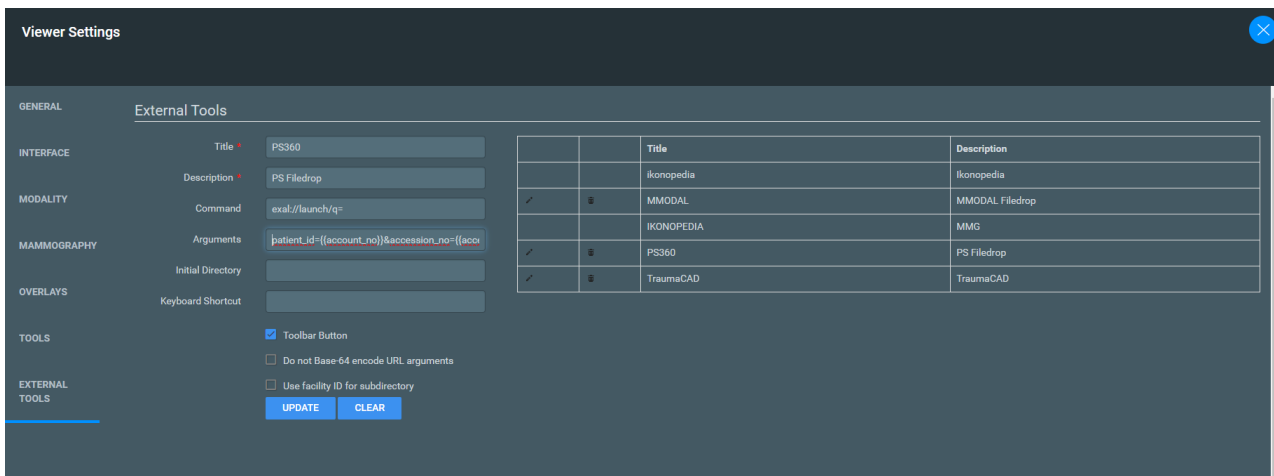 Viewer Settings
GENERAL
INTERFACE
MODALITY
MAMMOGRAPHY
OVERLAYS
TOOLS
EXTERNAL
TOOLS
External Tools
Title *
PS360
Description *
PS Filedrop
Command
exal://launch/q=
Arguments
patient_id={{account_no}}&accession_no={{acce
Initial Directory
Keyboard Shortcut
Toolbar Button
Do not Base-64 encode URL arguments
Use facility ID for subdirectory
UPDATE CLEAR
Title Description
ikonopedia Ikonopedia
MMODAL MMODAL Filedrop
IKONOPEDIA MMG
PS360 PS Filedrop
TraumaCAD TraumaCAD